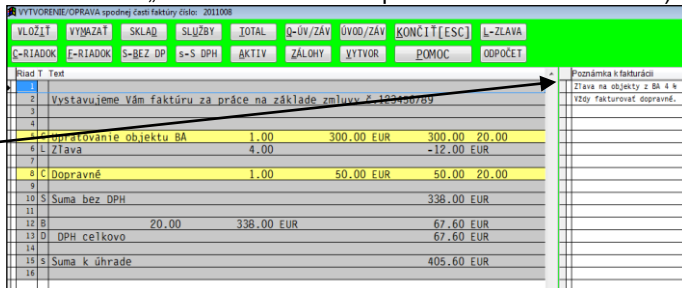 VYTVORENIE/OPRAVA spodnej časti faktúry číslo: 2011008
VLOŽIŤ VYMAZAŤ SKLAD SLUŽBY TOTAL Q-ÚV/ZÁV ÚVOD/ZÁV KONČIŤ[ESC] L-ZLAVA
C-RIADOK F-RIADOK S-BEZ DP s-S DPH AKTIV ZÁLOHY VYTVOR POMOC ODPOČET
Riad T Text Poznámka k fakturácii
1 Zľava na objekty z BA 4 %
2 Vystavujeme Vám faktúru za práce na základe zmluvy č.123456789 Vždy fakturovať dopravné.
3
4
5 C Upratovanie objektu BA 1.00 300.00 EUR 300.00 20.00
6 L Zľava 4.00 -12.00 EUR
7
8 C Dopravné 1.00 50.00 EUR 50.00 20.00
9
10 S Suma bez DPH 338.00 EUR
11
12 B 20.00 338.00 EUR 67.60 EUR
13 D DPH celkovo 67.60 EUR
14
15 s Suma k úhrade 405.60 EUR
16